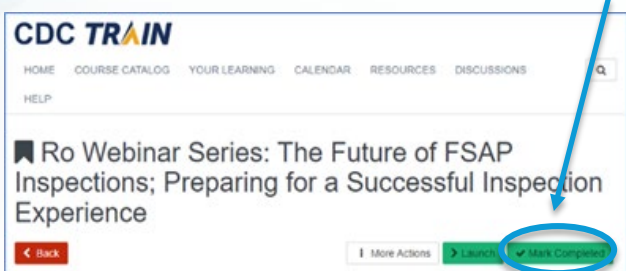 CDC TRAIN
HOME COURSE CATALOG YOUR LEARNING CALENDAR RESOURCES DISCUSSIONS
HELP
Ro Webinar Series: The Future of FSAP
Inspections; Preparing for a Successful Inspection
Experience
Back More Actions Launch Mark Completed